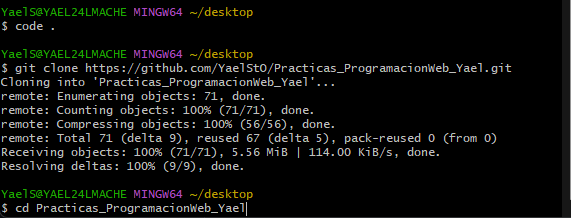 YaelS@YAEL24LMACHE MINGW64 ~/desktop
$ code .
YaelS@YAEL24LMACHE MINGW64 ~/desktop
$ git clone https://github.com/YaelStO/Practicas_ProgramacionWeb_Yael.git
Cloning into 'Practicas_ProgramacionWeb_Yael'...
remote: Enumerating objects: 71, done.
remote: Counting objects: 100% (71/71), done.
remote: Compressing objects: 100% (56/56), done.
remote: Total 71 (delta 9), reused 67 (delta 5), pack-reused 0 (from 0)
Receiving objects: 100% (71/71), 5.56 MiB | 114.00 KiB/s, done.
Resolving deltas: 100% (9/9), done.
YaelS@YAEL24LMACHE MINGW64 ~/desktop
$ cd Practicas_ProgramacionWeb_Yael